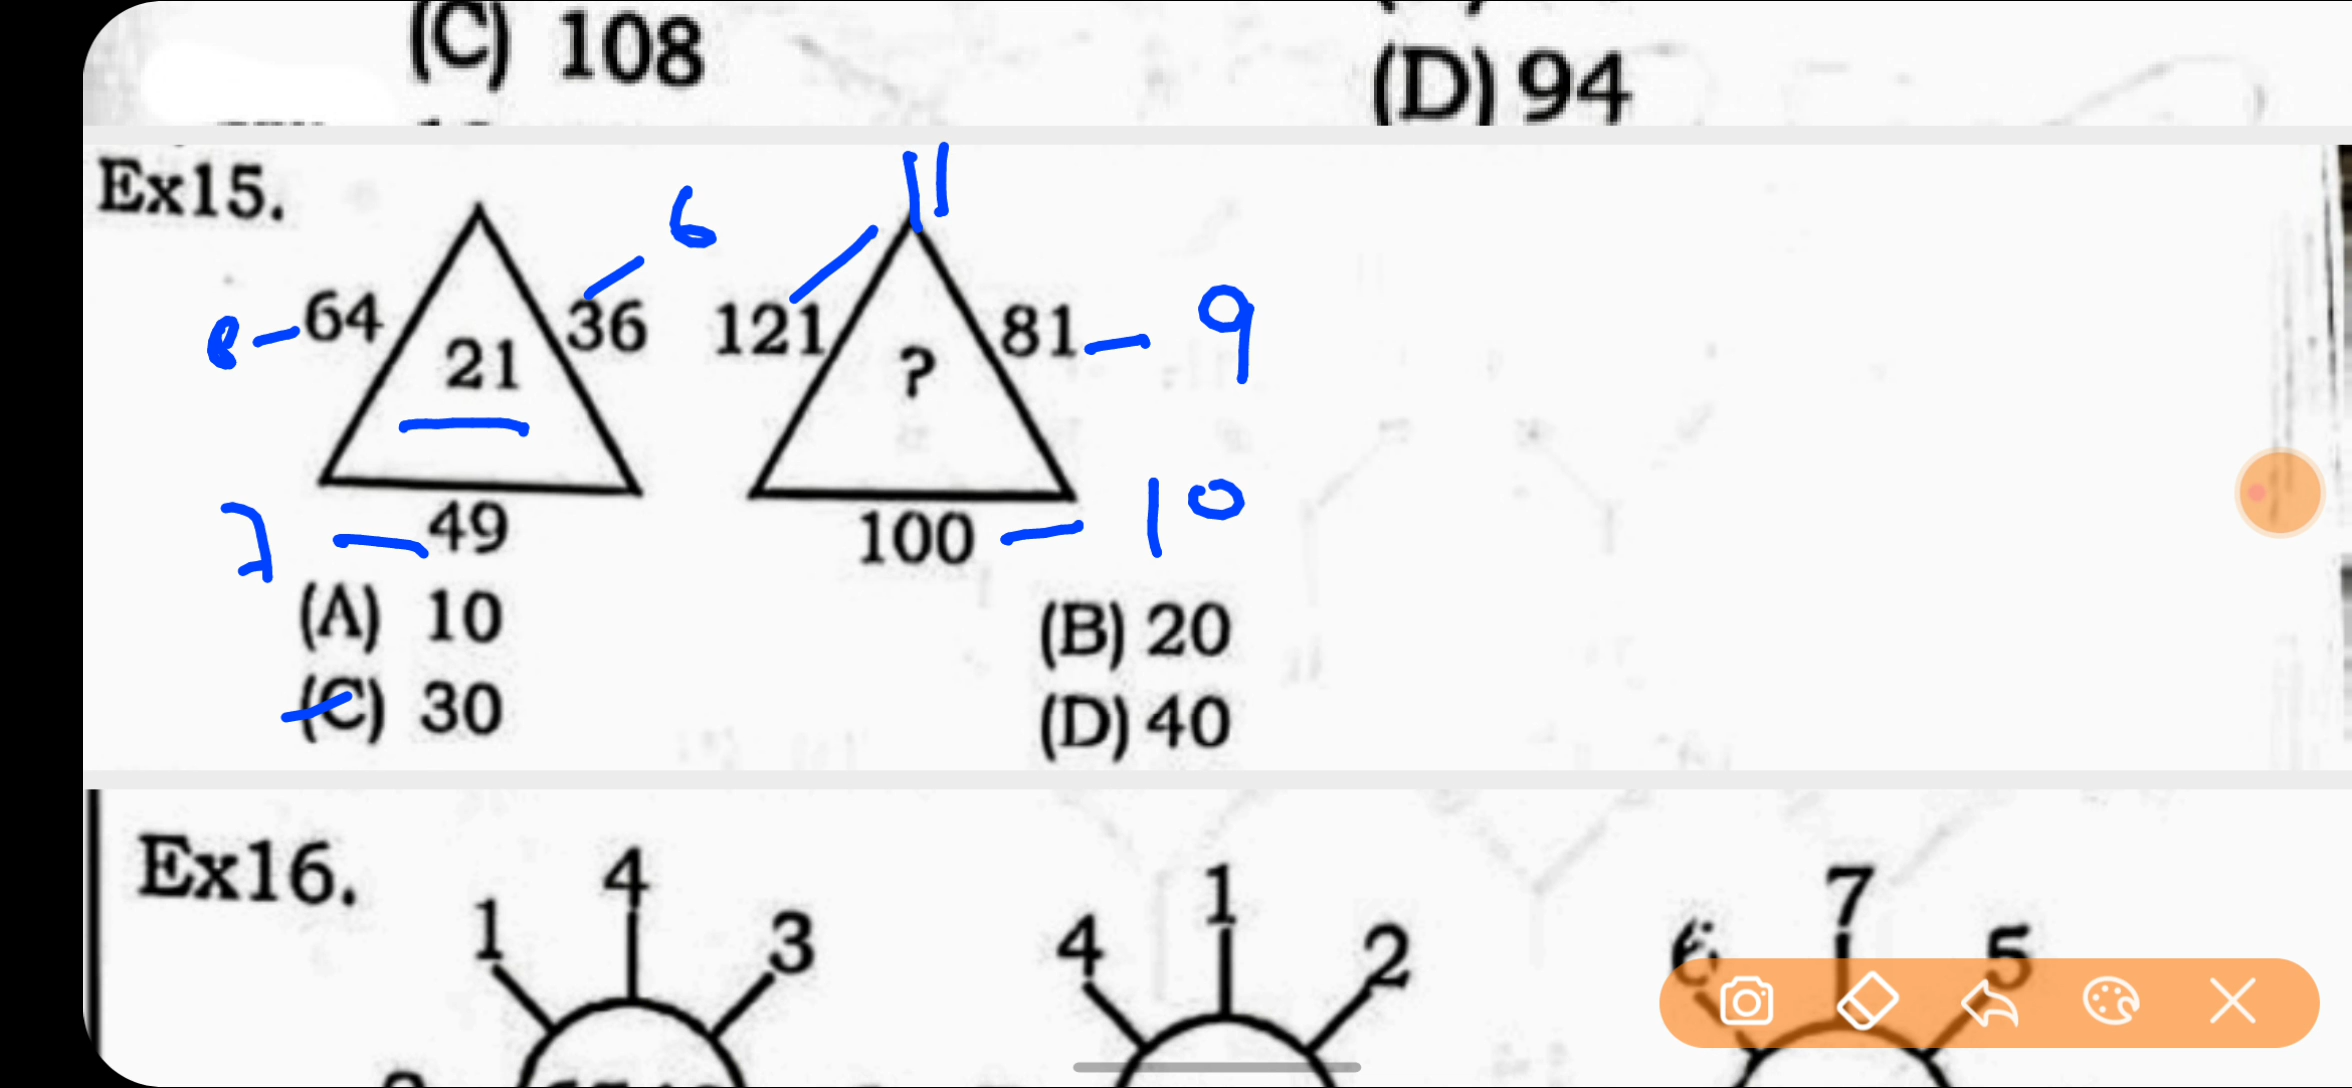 (C) 108
(D) 94
Ex15.
11
6
8 64 36 121 81 9
21 ?
7 49 100 10
(A) 10 (B) 20
(C) 30 (D) 40
Ex16.
1 4 3 4 1 2 6 7 5